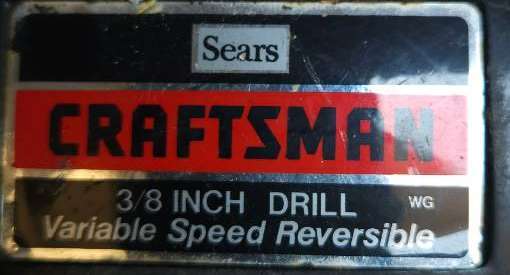 Sears
CRAFTSMAN
3/8 INCH DRILL WG
Variable Speed Reversible